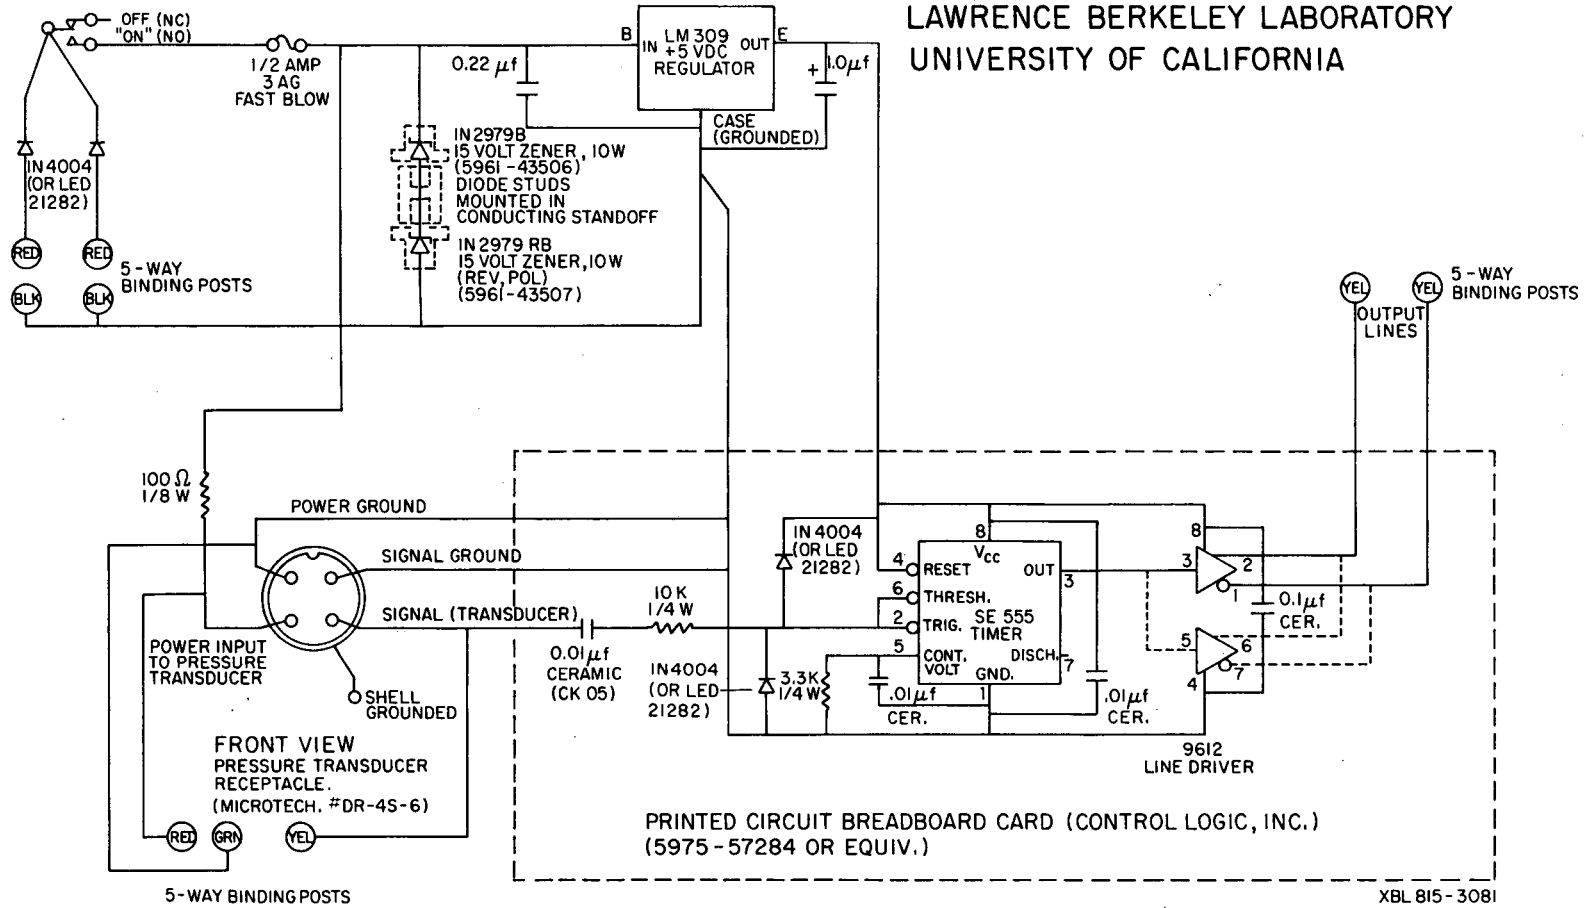 LAWRENCE BERKELEY LABORATORY
UNIVERSITY OF CALIFORNIA
OFF (NC)
"ON" (NO)
1/2 AMP
3 AG
FAST BLOW
0.22 µf
B
IN
LM 309
+5 VDC
REGULATOR
OUT
E
+
1.0µf
CASE
(GROUNDED)
IN 4004
(OR LED
21282)
IN 2979B
15 VOLT ZENER, 10W
(5961-43506)
DIODE STUDS
MOUNTED IN
CONDUCTING STANDOFF
IN 2979 RB
15 VOLT ZENER, 10W
(REV, POL)
(5961-43507)
RED
RED
BLK
BLK
5-WAY
BINDING POSTS
YEL
YEL
5-WAY
BINDING POSTS
OUTPUT
LINES
100 Ω
1/8 W
POWER GROUND
SIGNAL GROUND
SIGNAL (TRANSDUCER)
POWER INPUT
TO PRESSURE
TRANSDUCER
SHELL
GROUNDED
0.01µf
CERAMIC
(CK 05)
10 K
1/4 W
IN 4004
(OR LED
21282)
IN4004
(OR LED
21282)
3.3K
1/4 W
.01µf
CER.
4
RESET
8
VCC
OUT
3
6
THRESH.
2
TRIG.
SE 555
TIMER
5
CONT.
VOLT
DISCH.
7
GND.
1
.01µf
CER.
8
3
2
1
0.1µf
CER.
5
6
7
4
9612
LINE DRIVER
FRONT VIEW
PRESSURE TRANSDUCER
RECEPTACLE.
(MICROTECH. #DR-4S-6)
RED
GRN
YEL
5-WAY BINDING POSTS
PRINTED CIRCUIT BREADBOARD CARD (CONTROL LOGIC, INC.)
(5975-57284 OR EQUIV.)
XBL 815-3081